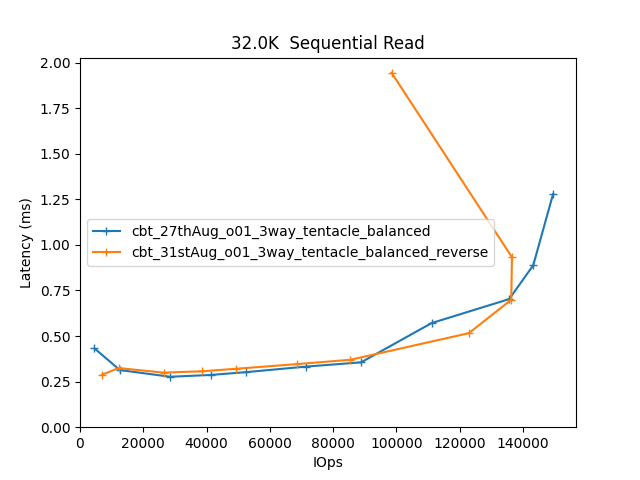 32.0K  Sequential Read
2.00
1.75
1.50
1.25
1.00
0.75
0.50
0.25
0.00
Latency (ms)
cbt_27thAug_o01_3way_tentacle_balanced
cbt_31stAug_o01_3way_tentacle_balanced_reverse
0 20000 40000 60000 80000 100000 120000 140000
IOps